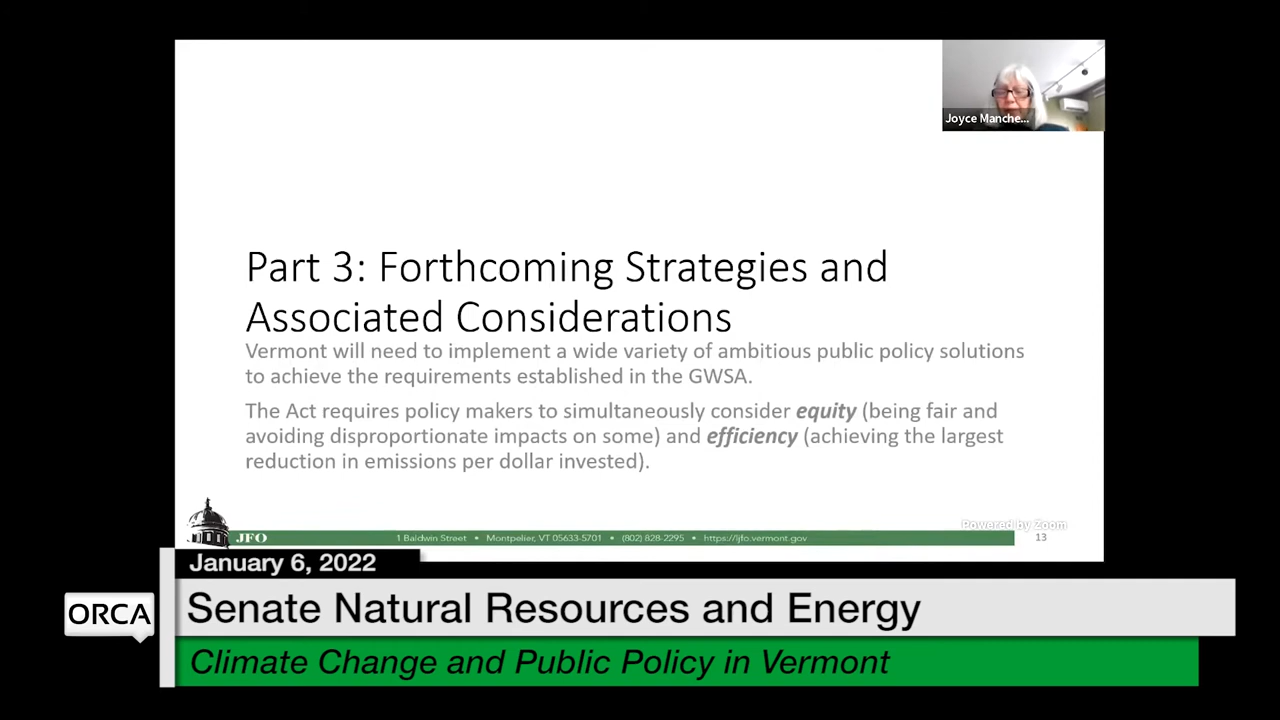 Joyce Manche...
Part 3: Forthcoming Strategies and
Associated Considerations
Vermont will need to implement a wide variety of ambitious public policy solutions
to achieve the requirements established in the GWSA.
The Act requires policy makers to simultaneously consider equity (being fair and
avoiding disproportionate impacts on some) and efficiency (achieving the largest
reduction in emissions per dollar invested).
Powered by Zoom
JFO 1 Baldwin Street • Montpelier, VT 05633-5701 • (802) 828-2295 • https://ljfo.vermont.gov 13
January 6, 2022
ORCA
Senate Natural Resources and Energy
Climate Change and Public Policy in Vermont